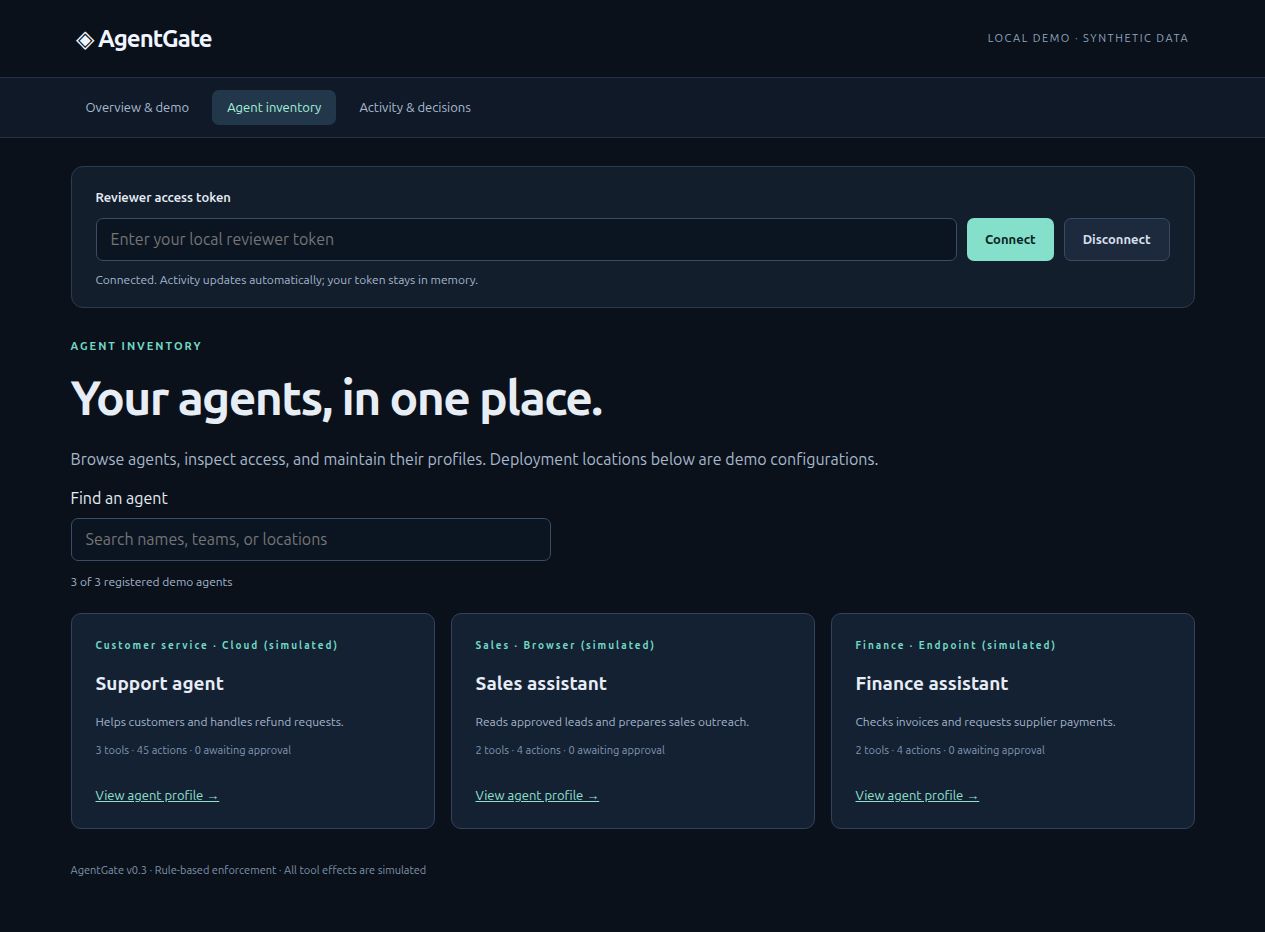 ◈ AgentGate
LOCAL DEMO · SYNTHETIC DATA
Overview & demo
Agent inventory
Activity & decisions
Reviewer access token
Enter your local reviewer token
Connect
Disconnect
Connected. Activity updates automatically; your token stays in memory.
AGENT INVENTORY
Your agents, in one place.
Browse agents, inspect access, and maintain their profiles. Deployment locations below are demo configurations.
Find an agent
Search names, teams, or locations
3 of 3 registered demo agents
Customer service · Cloud (simulated)
Support agent
Helps customers and handles refund requests.
3 tools · 45 actions · 0 awaiting approval
View agent profile →
Sales · Browser (simulated)
Sales assistant
Reads approved leads and prepares sales outreach.
2 tools · 4 actions · 0 awaiting approval
View agent profile →
Finance · Endpoint (simulated)
Finance assistant
Checks invoices and requests supplier payments.
2 tools · 4 actions · 0 awaiting approval
View agent profile →
AgentGate v0.3 · Rule-based enforcement · All tool effects are simulated